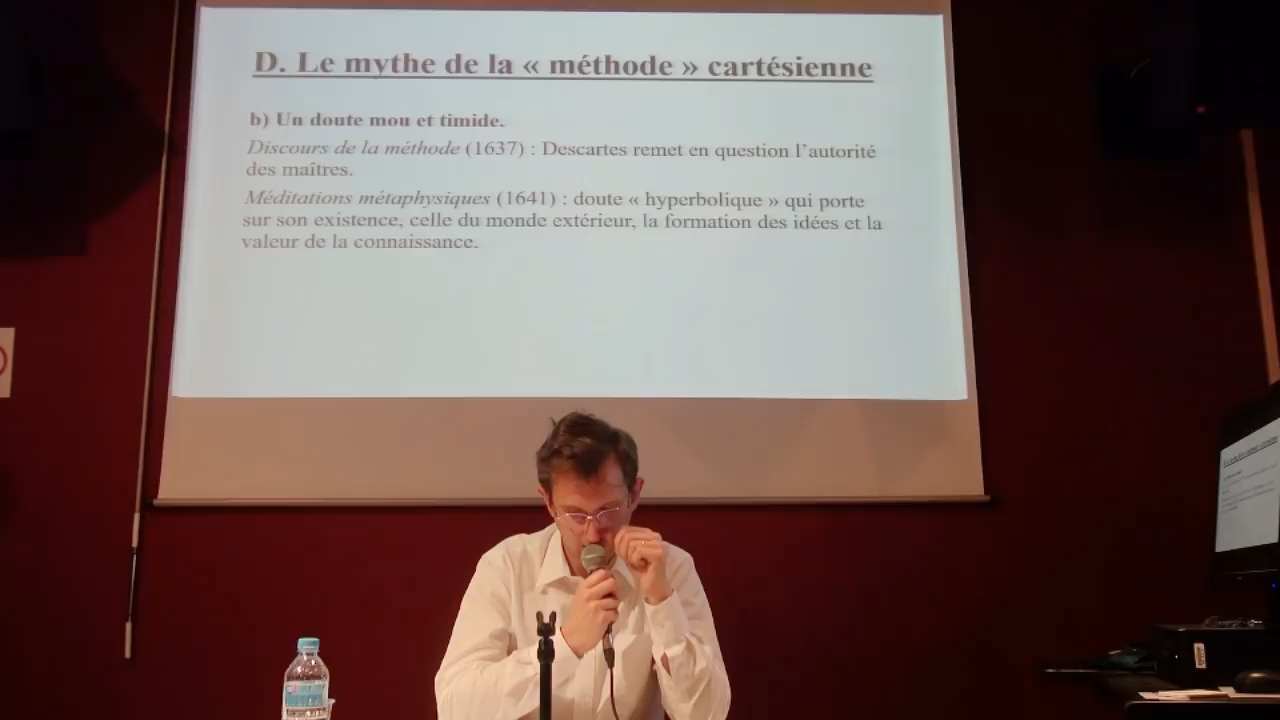 D. Le mythe de la « méthode » cartésienne
b) Un doute mou et timide.
Discours de la méthode (1637) : Descartes remet en question l’autorité
des maîtres.
Méditations métaphysiques (1641) : doute « hyperbolique » qui porte
sur son existence, celle du monde extérieur, la formation des idées et la
valeur de la connaissance.